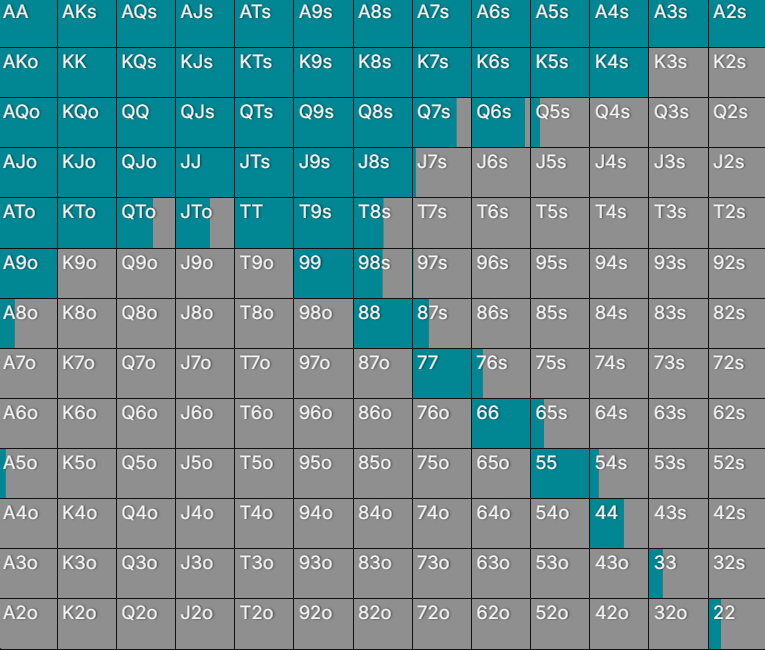 AA AKs AQs AJs ATs A9s A8s A7s A6s A5s A4s A3s A2s
AKo KK KQs KJs KTs K9s K8s K7s K6s K5s K4s K3s K2s
AQo KQo QQ QJs QTs Q9s Q8s Q7s Q6s Q5s Q4s Q3s Q2s
AJo KJo QJo JJ JTs J9s J8s J7s J6s J5s J4s J3s J2s
ATo KTo QTo JTo TT T9s T8s T7s T6s T5s T4s T3s T2s
A9o K9o Q9o J9o T9o 99 98s 97s 96s 95s 94s 93s 92s
A8o K8o Q8o J8o T8o 98o 88 87s 86s 85s 84s 83s 82s
A7o K7o Q7o J7o T7o 97o 87o 77 76s 75s 74s 73s 72s
A6o K6o Q6o J6o T6o 96o 86o 76o 66 65s 64s 63s 62s
A5o K5o Q5o J5o T5o 95o 85o 75o 65o 55 54s 53s 52s
A4o K4o Q4o J4o T4o 94o 84o 74o 64o 54o 44 43s 42s
A3o K3o Q3o J3o T3o 93o 83o 73o 63o 53o 43o 33 32s
A2o K2o Q2o J2o T2o 92o 82o 72o 62o 52o 42o 32o 22